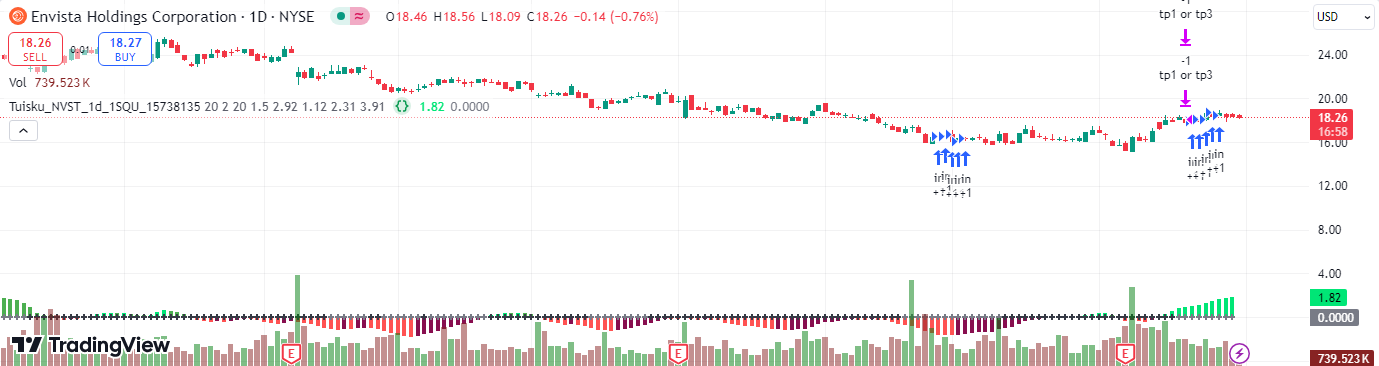 Envista Holdings Corporation · 1D · NYSE O18.46 H18.56 L18.09 C18.26 −0.14 (−0.76%)
18.26 0.01 18.27
SELL BUY
Vol 739.523 K
Tuisku_NVST_1d_1SQU_15738135 20 2 20 1.5 2.92 1.12 2.31 3.91 {} 1.82 0.0000
tp1 or tp3
-1
tp1 or tp3
USD
24.00
20.00
18.26
16:58
16.00
12.00
8.00
4.00
1.82
0.0000
739.523 K
TradingView
E
E
E